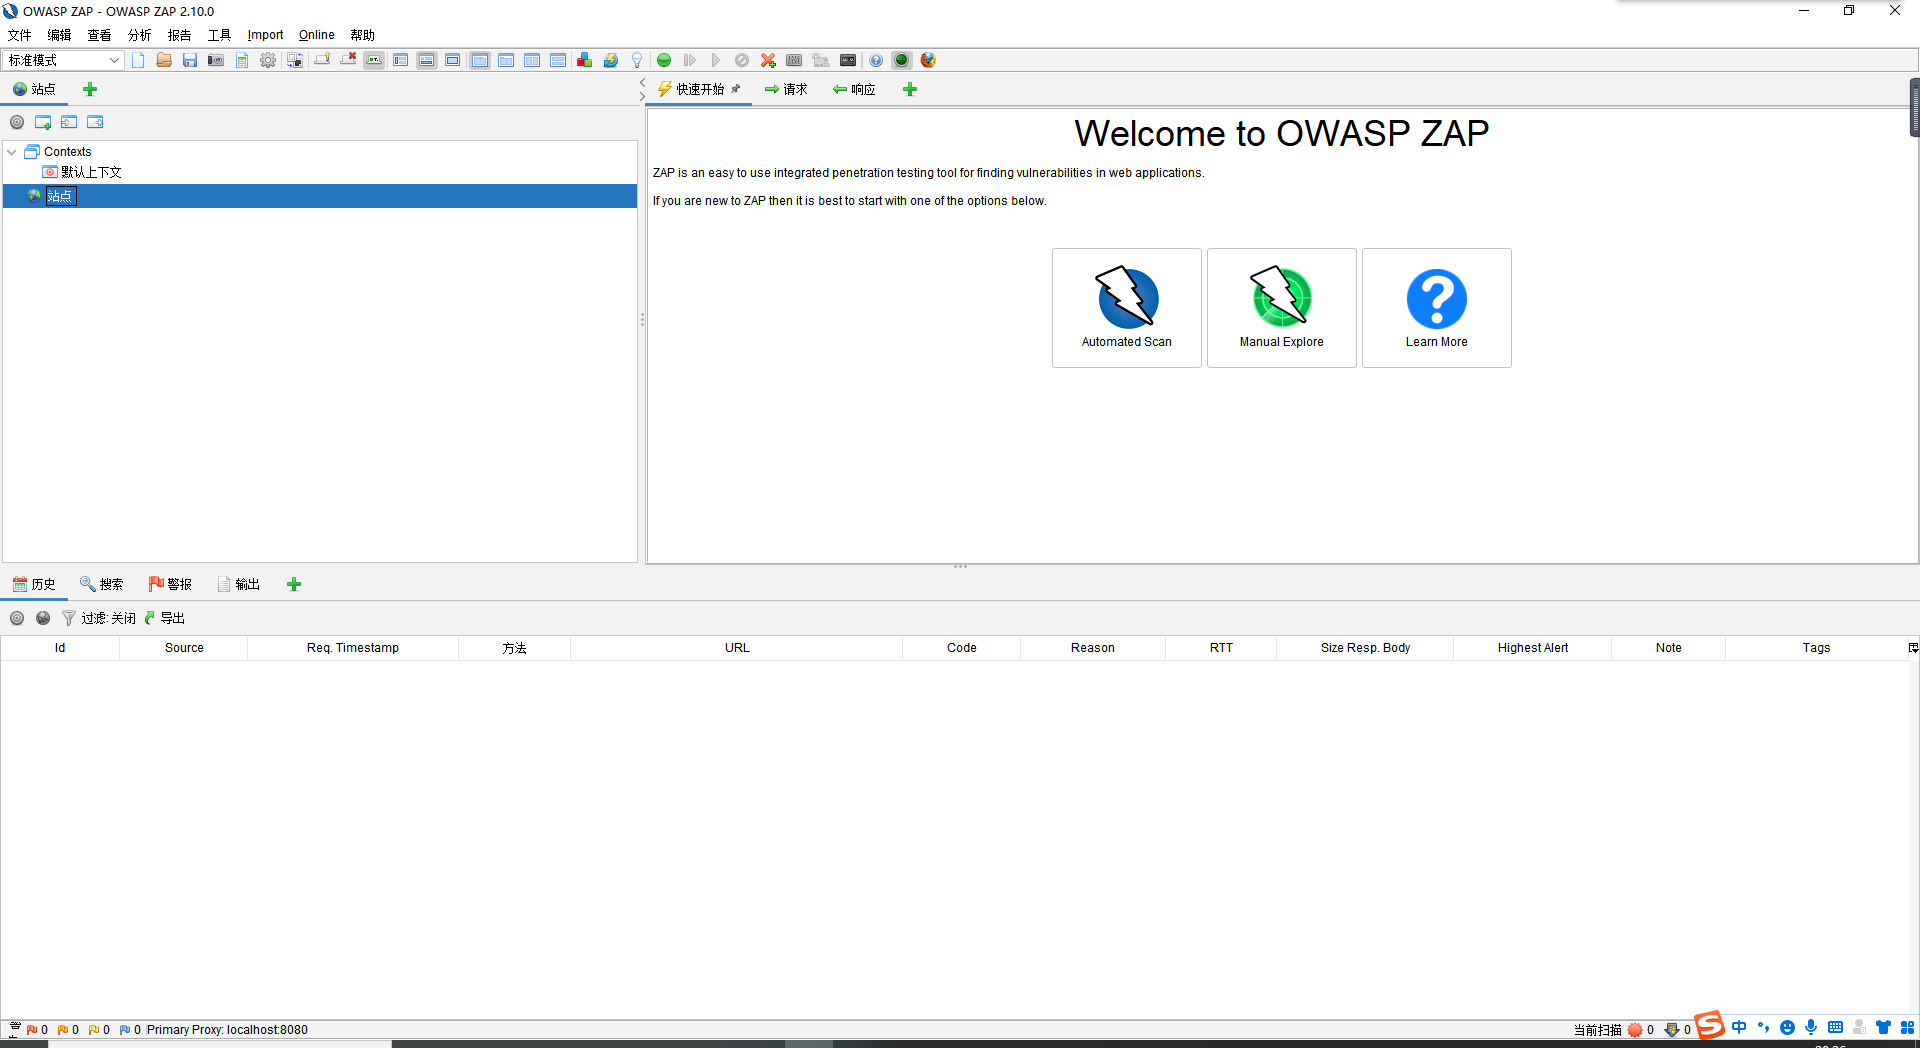 OWASP ZAP - OWASP ZAP 2.10.0
文件 编辑 查看 分析 报告 工具 Import Online 帮助
标准模式
站点
快速开始 请求 响应
Contexts
默认上下文
站点
Welcome to OWASP ZAP
ZAP is an easy to use integrated penetration testing tool for finding vulnerabilities in web applications.
If you are new to ZAP then it is best to start with one of the options below.
Automated Scan Manual Explore Learn More
历史 搜索 警报 输出
过滤: 关闭 导出
Id Source Req. Timestamp 方法 URL Code Reason RTT Size Resp. Body Highest Alert Note Tags
0 0 0 0 Primary Proxy: localhost:8080
当前扫描 0 0 中